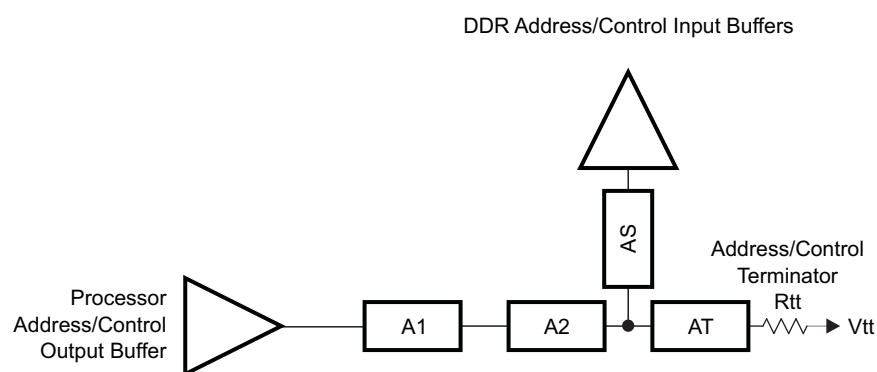 DDR Address/Control Input Buffers
AS
Address/Control
Terminator
Rtt
Processor
Address/Control
Output Buffer
A1
A2
AT
Vtt